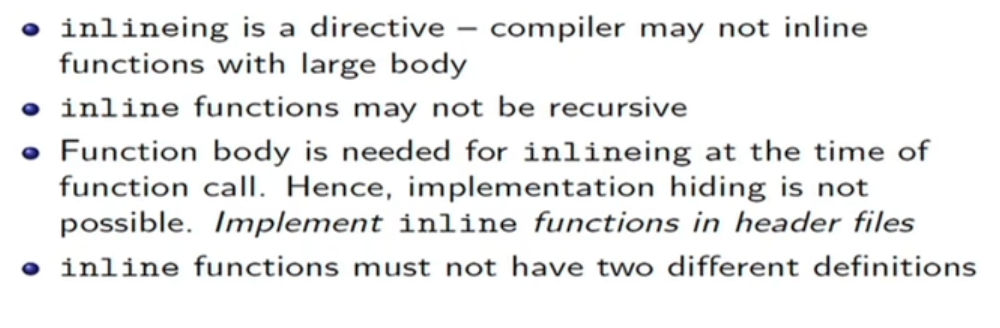 inlineing is a directive – compiler may not inline
functions with large body
inline functions may not be recursive
Function body is needed for inlineing at the time of
function call. Hence, implementation hiding is not
possible. Implement inline functions in header files
inline functions must not have two different definitions